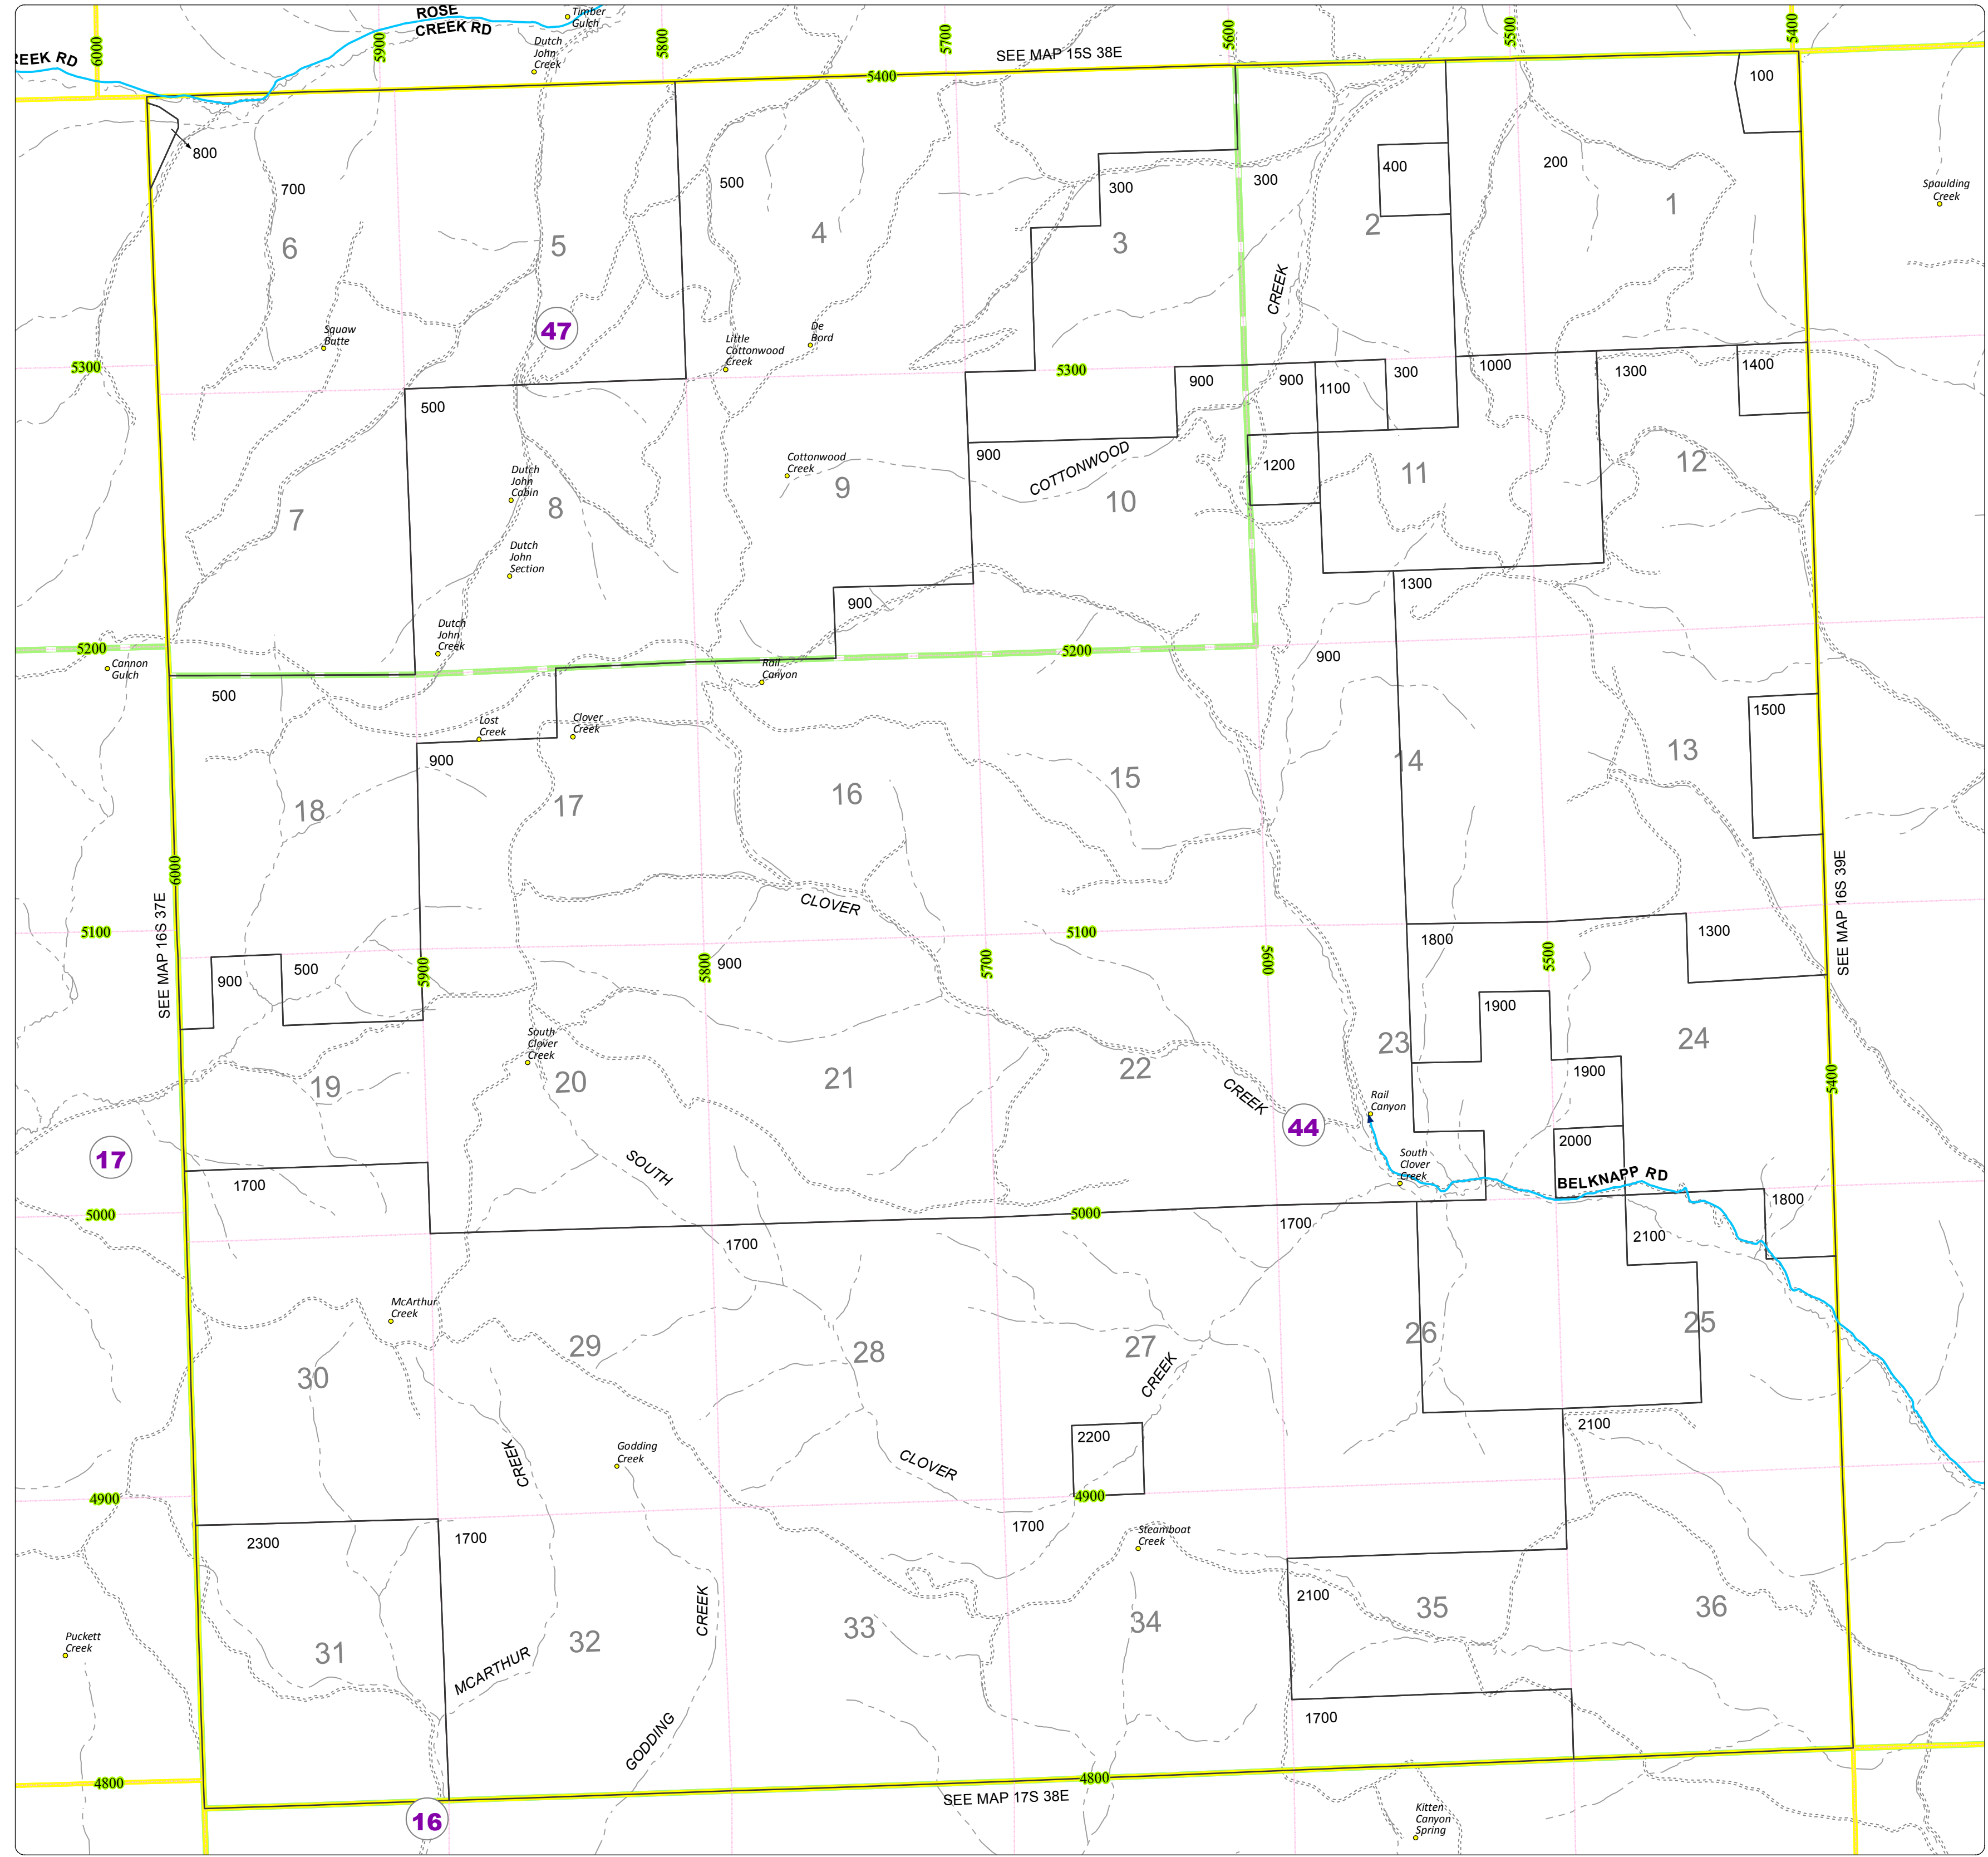 ROSE
CREEK RD
REEK RD
6000
5900
5800
5700
5600
5500
5400
Timber
Gulch
Dutch
John
Creek
SEE MAP 15S 38E
5400
100
800
700
500
300
300
400
200
Spaulding
Creek
6
5
4
3
2
1
CREEK
47
Squaw
Butte
Little
Cottonwood
Creek
De
Bord
5300
5300
500
900
900
1100
300
1000
1300
1400
900
COTTONWOOD
1200
Cottonwood
Creek
Dutch
John
Cabin
7
8
9
10
11
12
Dutch
John
Section
900
1300
Dutch
John
Creek
5200
5200
Cannon
Gulch
Rail
Canyon
900
500
1500
Lost
Creek
Clover
Creek
900
18
17
16
15
14
13
6000
SEE MAP 16S 37E
CLOVER
SEE MAP 16S 39E
5100
5100
1800
1300
900
500
5900
5800
900
5700
5600
5500
1900
South
Clover
Creek
19
20
21
22
23
24
1900
5400
CREEK
44
Rail
Canyon
2000
17
SOUTH
South
Clover
Creek
BELKNAPP RD
1700
1800
5000
5000
1700
1700
2100
McArthur
Creek
30
29
28
27
26
25
CREEK
2100
2200
CREEK
Godding
Creek
CLOVER
4900
4900
2300
1700
1700
Steamboat
Creek
2100
31
32
33
34
35
36
CREEK
Puckett
Creek
MCARTHUR
GODDING
1700
4800
4800
SEE MAP 17S 38E
16
Kitten
Canyon
Spring